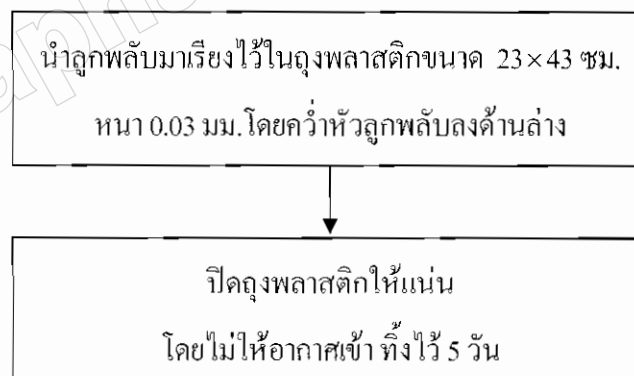 นำลูกพลับมาเรียงไว้ในถุงพลาสติกขนาด 23×43 ซม.
หนา 0.03 มม.โดยคว่ำหัวลูกพลับลงด้านล่าง
ปิดถุงพลาสติกให้แน่น
โดยไม่ให้อากาศเข้า ทิ้งไว้ 5 วัน